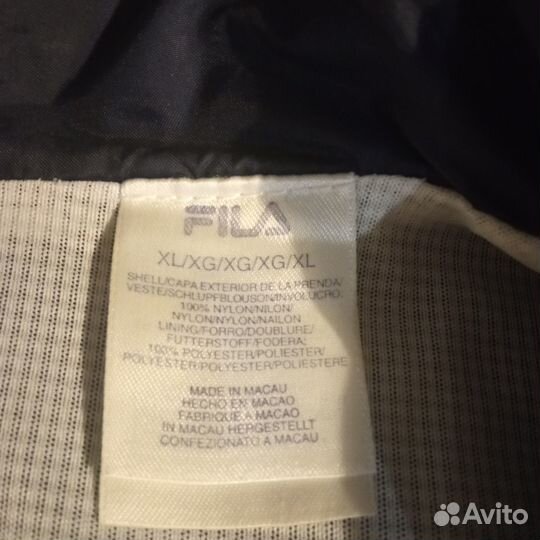 FILA
XL/XG/XG/XG/XL
SHELL/CAPA EXTERIOR DE LA PRENDA/
VESTE/SCHLUPFBLOUSON/INVOLUCRO:
100% NYLON/NILON/
NYLON/NYLON/NAILON
LINING/FORRO/DOUBLURE/
FUTTERSTOFF/FODERA:
100% POLYESTER/POLIESTER/
POLYESTER/POLYESTER/POLIESTERE
MADE IN MACAU
HECHO EN MACAO
FABRIQUE A MACAO
IN MACAU HERGESTELLT
CONFEZIONATO A MACAU
Avito